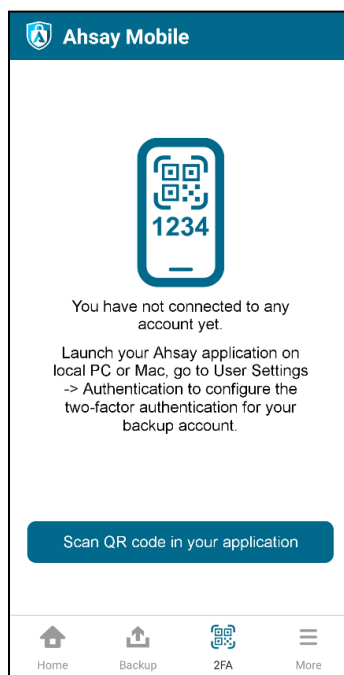 Ahsay Mobile
1234
You have not connected to any
account yet.
Launch your Ahsay application on
local PC or Mac, go to User Settings
-> Authentication to configure the
two-factor authentication for your
backup account.
Scan QR code in your application
Home Backup 2FA More